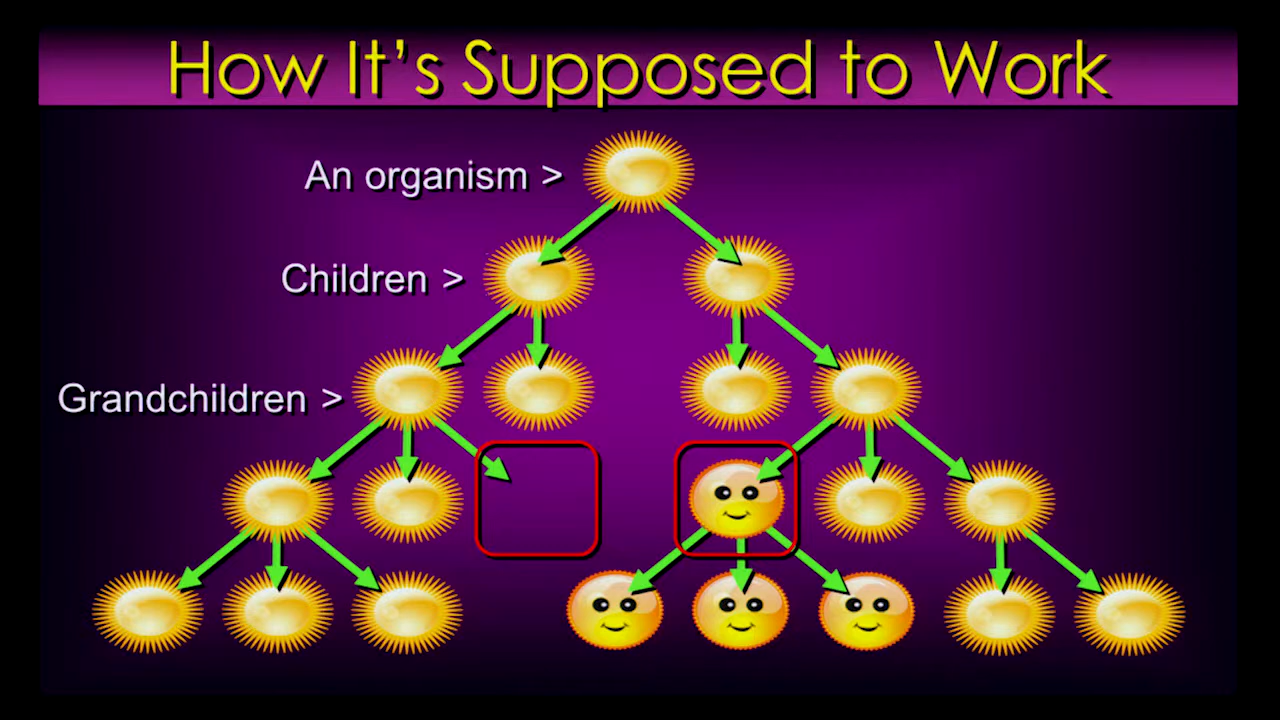 How It's Supposed to Work
An organism >
Children >
Grandchildren >